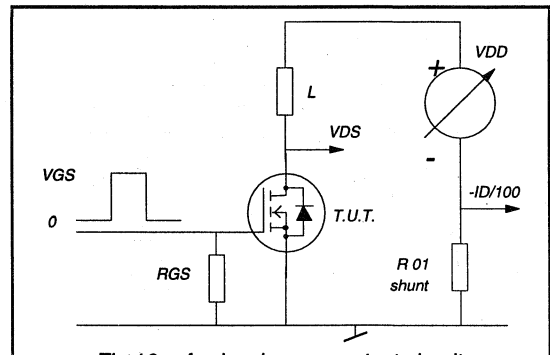 VDD
+
L
VDS
-
VGS
-ID/100
0
T.U.T.
RGS
R 01
shunt